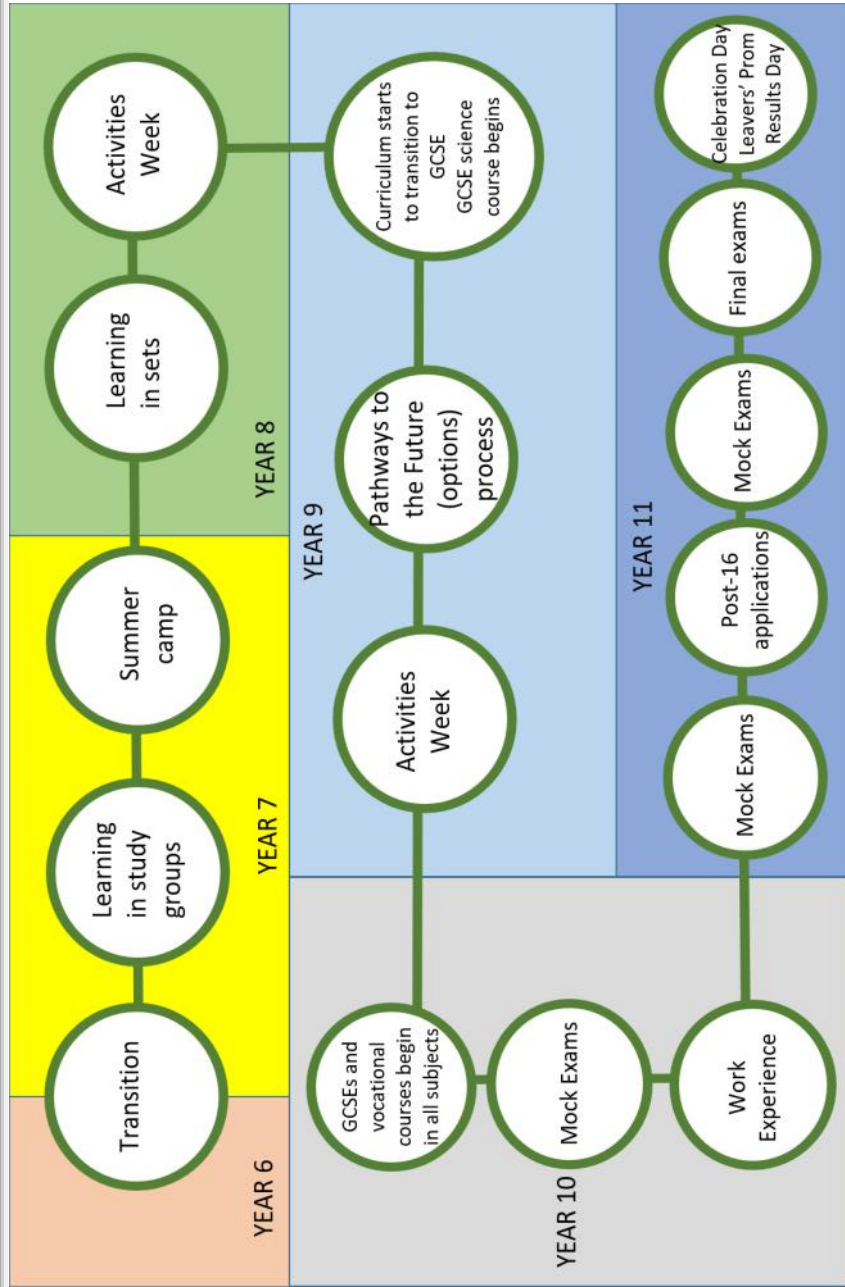 YEAR 6
Transition
YEAR 7
Learning
in study
groups
Summer
camp
YEAR 8
Learning
in sets
Activities
Week
YEAR 9
Curriculum starts
to transition to
GCSE
GCSE science
course begins
Pathways to
the Future
(options)
process
Activities
Week
YEAR 10
GCSEs and
vocational
courses begin
in all subjects
Mock Exams
Work
Experience
YEAR 11
Mock Exams
Post-16
applications
Mock Exams
Final exams
Celebration Day
Leavers' Prom
Results Day